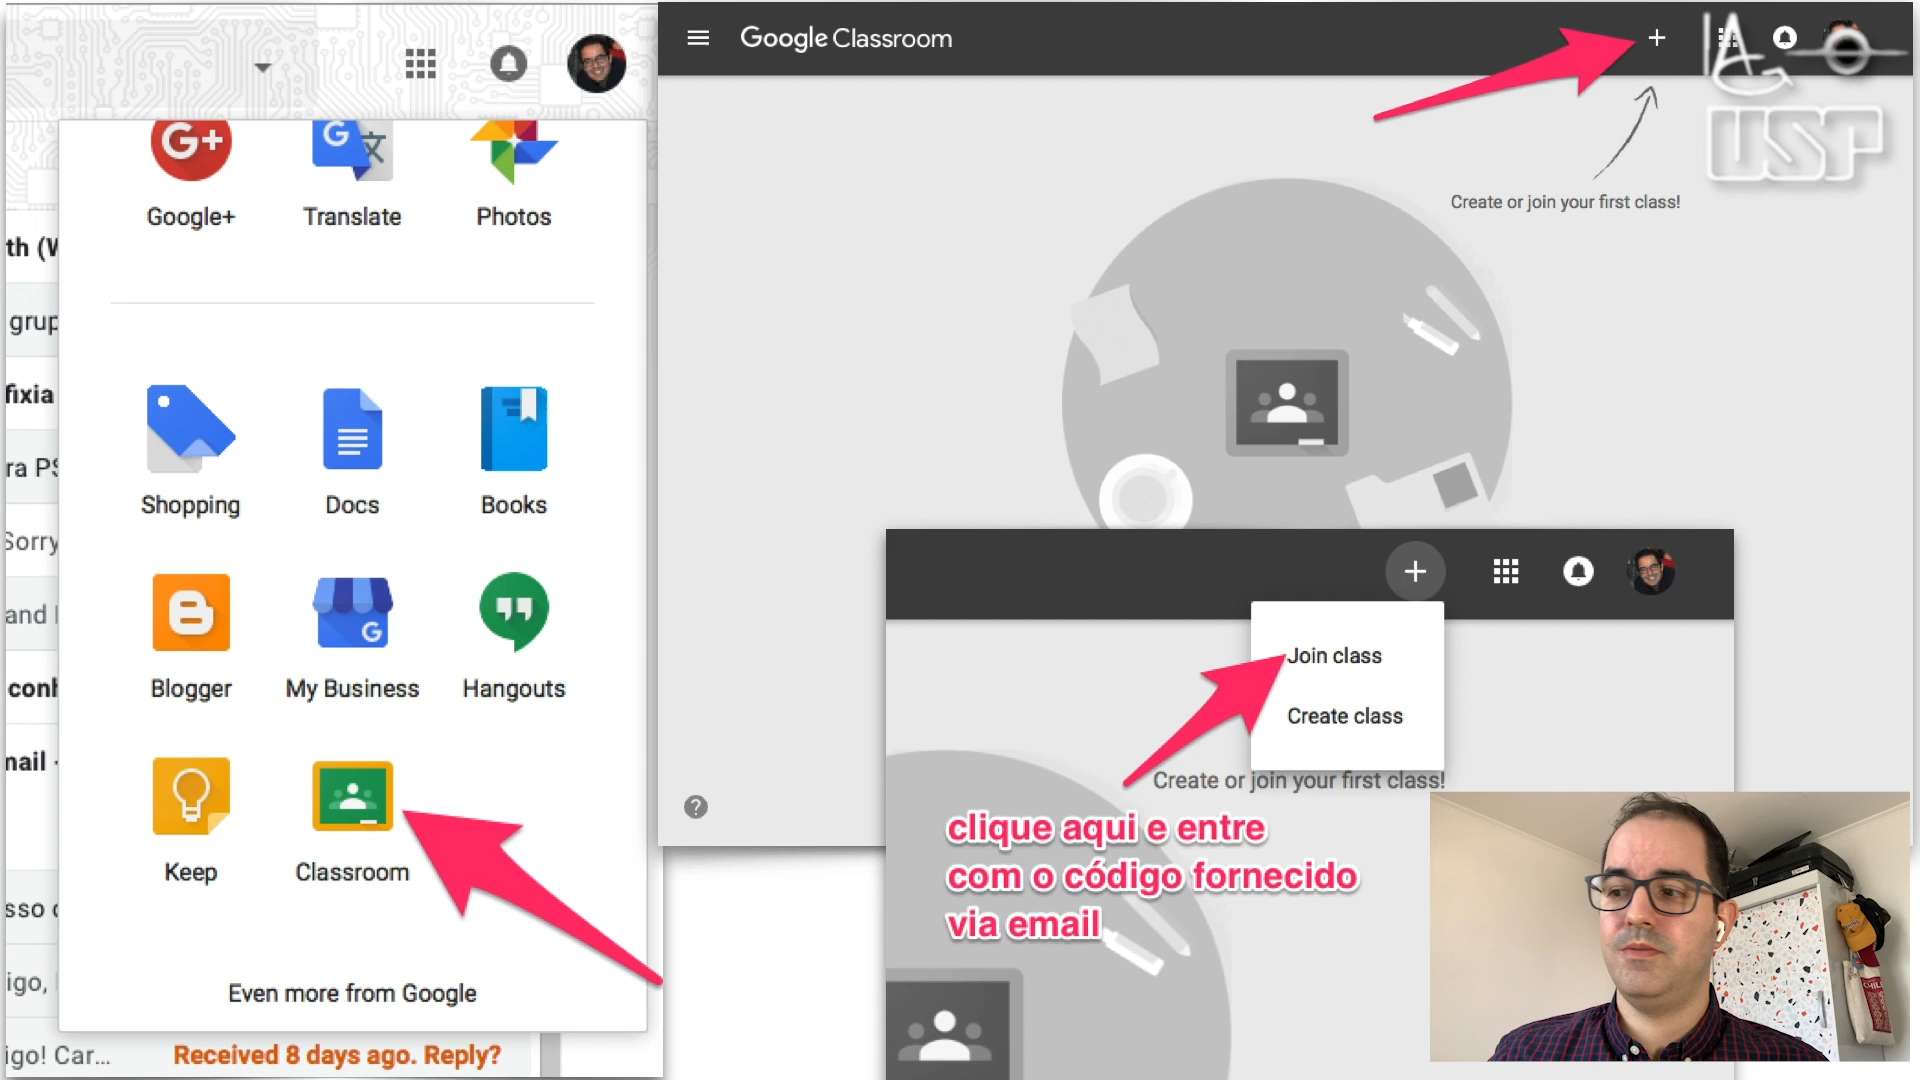 Google+
Translate
Photos
th (W
grup
fixia
ra PS
Sorry
and
conh
mail -
sso
igo,
igo! Car...
Shopping
Docs
Books
Blogger
My Business
Hangouts
Keep
Classroom
Even more from Google
Received 8 days ago. Reply?
Google Classroom
IAG
USP
Create or join your first class!
Join class
Create class
Create or join your first class!
clique aqui e entre
com o código fornecido
via email